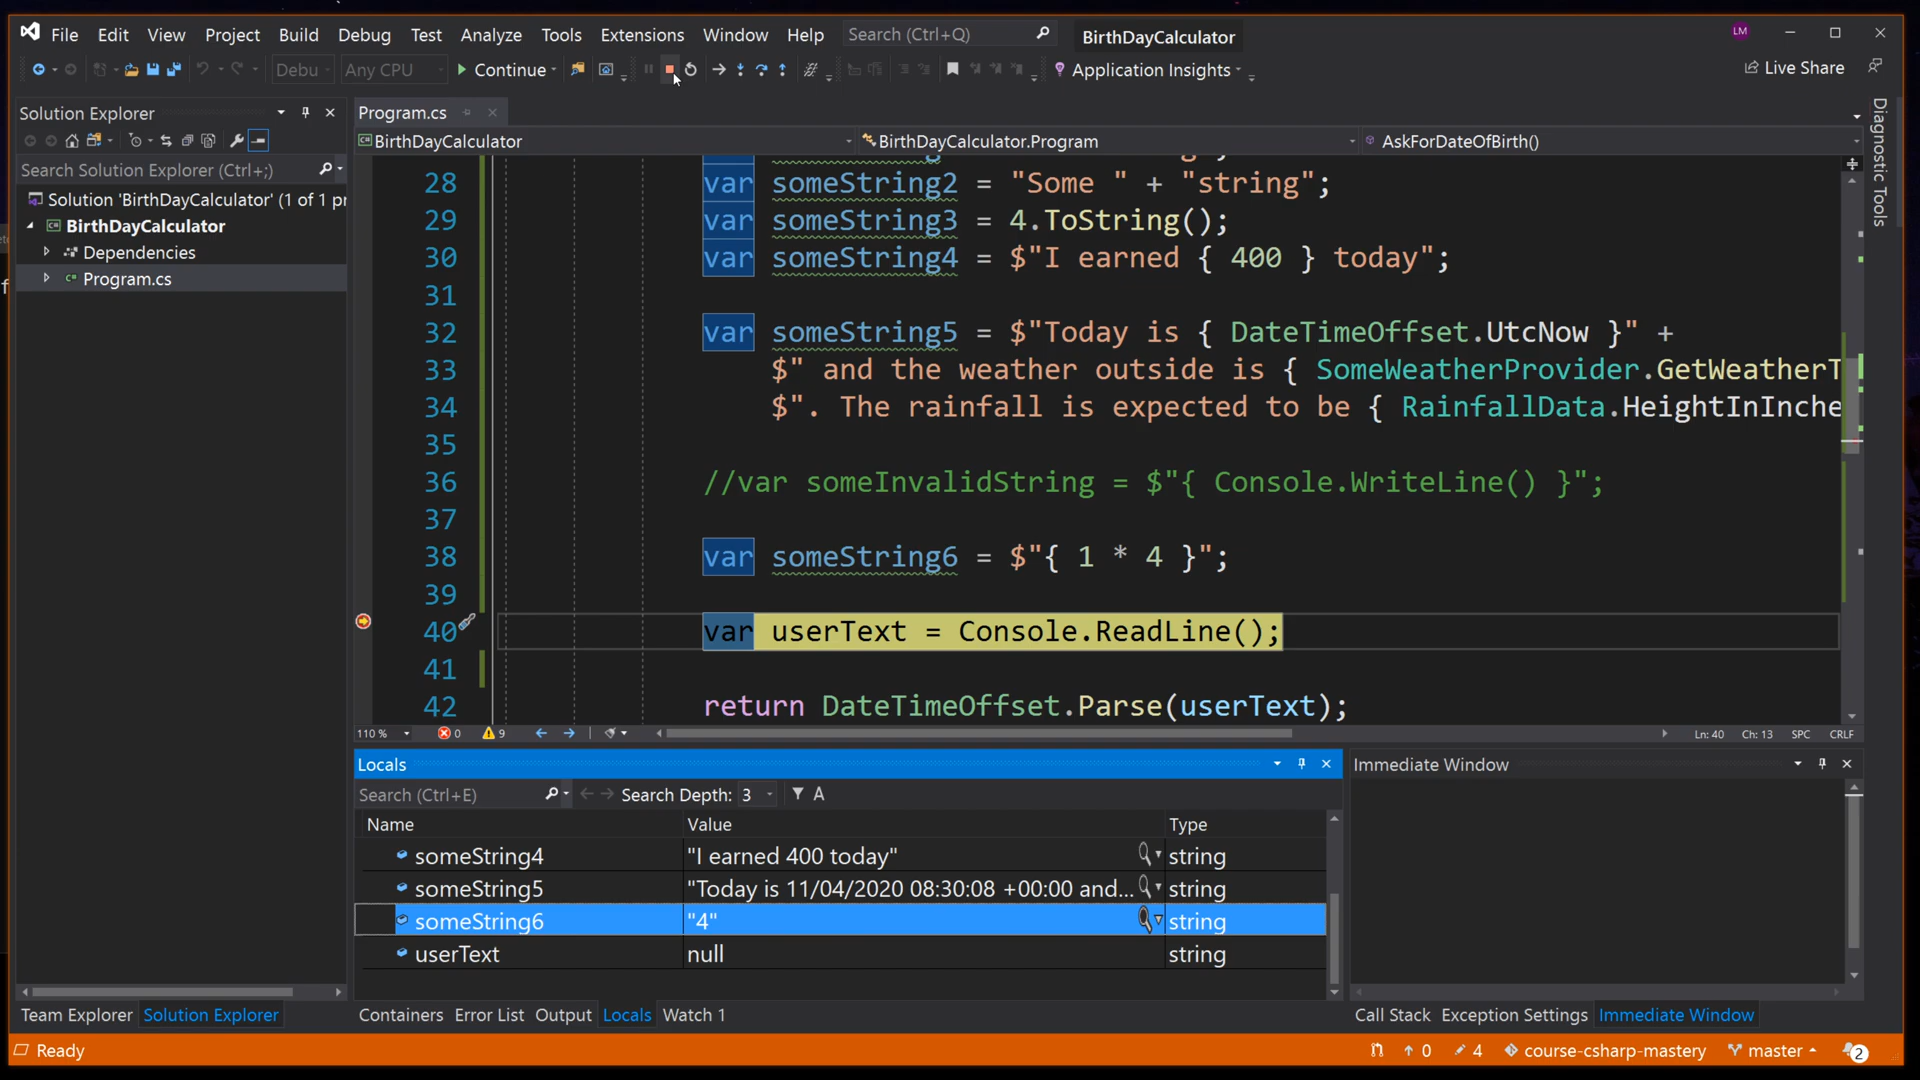 File Edit View Project Build Debug Test Analyze Tools Extensions Window Help Search (Ctrl+Q) BirthDayCalculator LM
Debu Any CPU Continue Application Insights Live Share
Solution Explorer
Search Solution Explorer (Ctrl+;)
Solution 'BirthDayCalculator' (1 of 1 pr
BirthDayCalculator
Dependencies
Program.cs
Program.cs
BirthDayCalculator BirthDayCalculator.Program AskForDateOfBirth()
28 var someString2 = "Some " + "string";
29 var someString3 = 4.ToString();
30 var someString4 = $"I earned { 400 } today";
31
32 var someString5 = $"Today is { DateTimeOffset.UtcNow }" +
33 $" and the weather outside is { SomeWeatherProvider.GetWeatherT
34 $". The rainfall is expected to be { RainfallData.HeightInInche
35
36 //var someInvalidString = $"{ Console.WriteLine() }";
37
38 var someString6 = $"{ 1 * 4 }";
39
40 var userText = Console.ReadLine();
41
42 return DateTimeOffset.Parse(userText);
110 % 0 9 Ln: 40 Ch: 13 SPC CRLF
Diagnostic Tools
Locals
Search (Ctrl+E) Search Depth: 3 A
Name Value Type
someString4 "I earned 400 today" string
someString5 "Today is 11/04/2020 08:30:08 +00:00 and... string
someString6 "4" string
userText null string
Immediate Window
Team Explorer Solution Explorer Containers Error List Output Locals Watch 1 Call Stack Exception Settings Immediate Window
Ready 0 4 course-csharp-mastery master 2